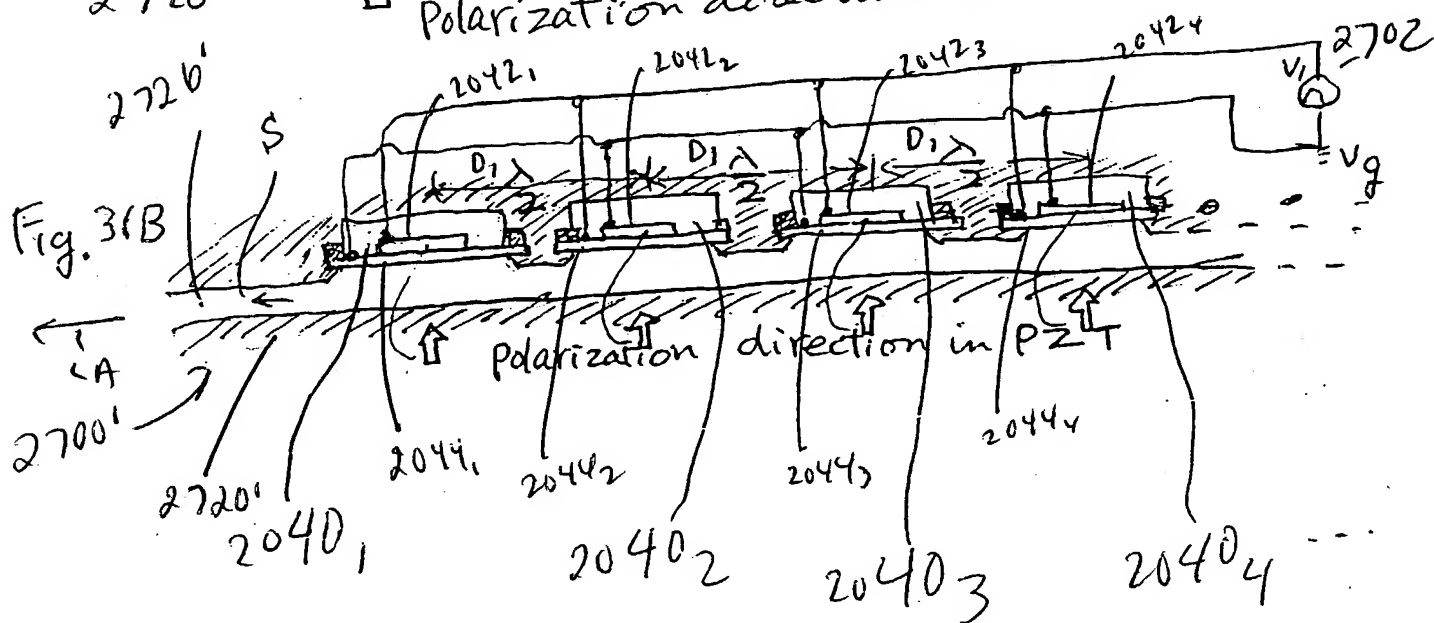 2720'
Polarization
2726'
S
2042₁
2042₂
2042₃
2042₄
2702
V₁
D₁ λ/2
D₁ λ/2
D₁ λ/2
Vg
Fig. 31B
A
2700'
Polarization direction in PZT
2720'
2044₁
2044₂
2044₃
2044₄
2040₁
2040₂
2040₃
2040₄